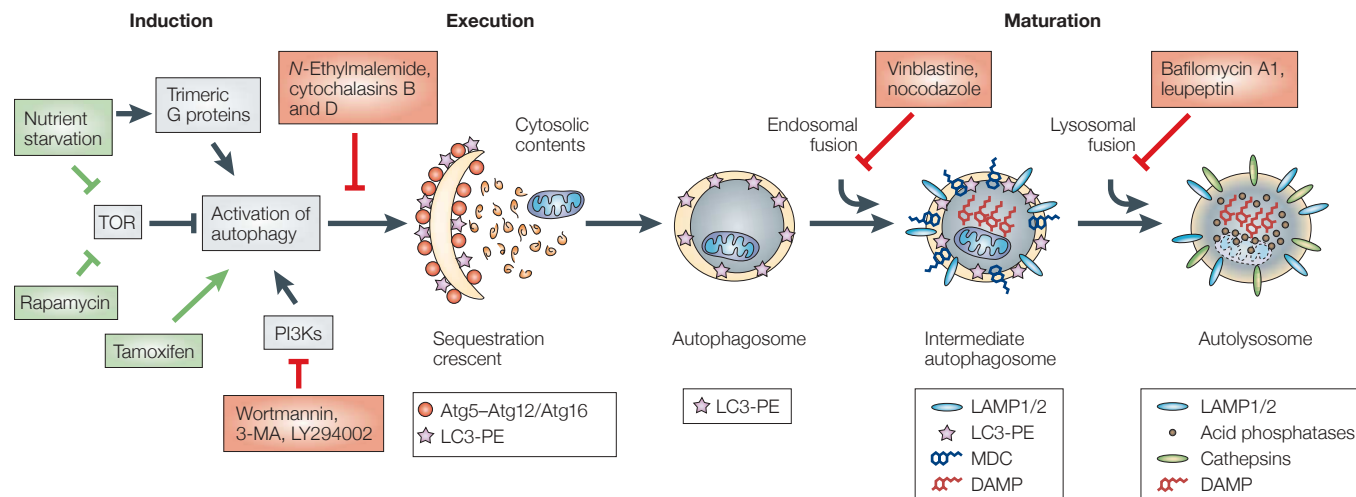 Induction
Execution
Maturation
Nutrient
starvation
Trimeric
G proteins
N-Ethylmalemide,
cytochalasins B
and D
TOR
Activation of
autophagy
Rapamycin
Tamoxifen
PI3Ks
Wortmannin,
3-MA, LY294002
Cytosolic
contents
Sequestration
crescent
Atg5–Atg12/Atg16
LC3-PE
Autophagosome
LC3-PE
Vinblastine,
nocodazole
Endosomal
fusion
Intermediate
autophagosome
LAMP1/2
LC3-PE
MDC
DAMP
Bafilomycin A1,
leupeptin
Lysosomal
fusion
Autolysosome
LAMP1/2
Acid phosphatases
Cathepsins
DAMP